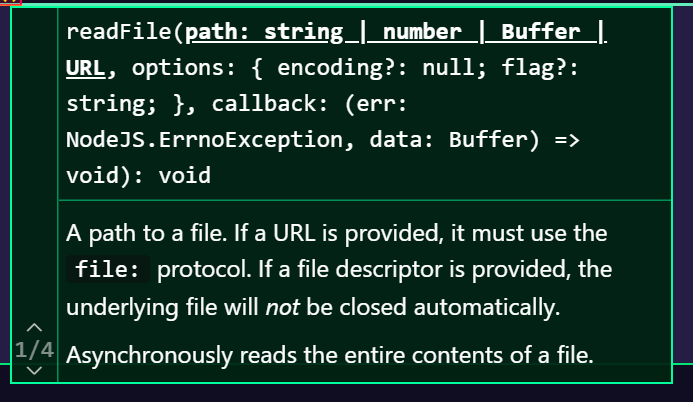 readFile(path: string | number | Buffer |
URL, options: { encoding?: null; flag?:
string; }, callback: (err:
NodeJS.ErrnoException, data: Buffer) =>
void): void
A path to a file. If a URL is provided, it must use the
file: protocol. If a file descriptor is provided, the
underlying file will not be closed automatically.
1/4
Asynchronously reads the entire contents of a file.